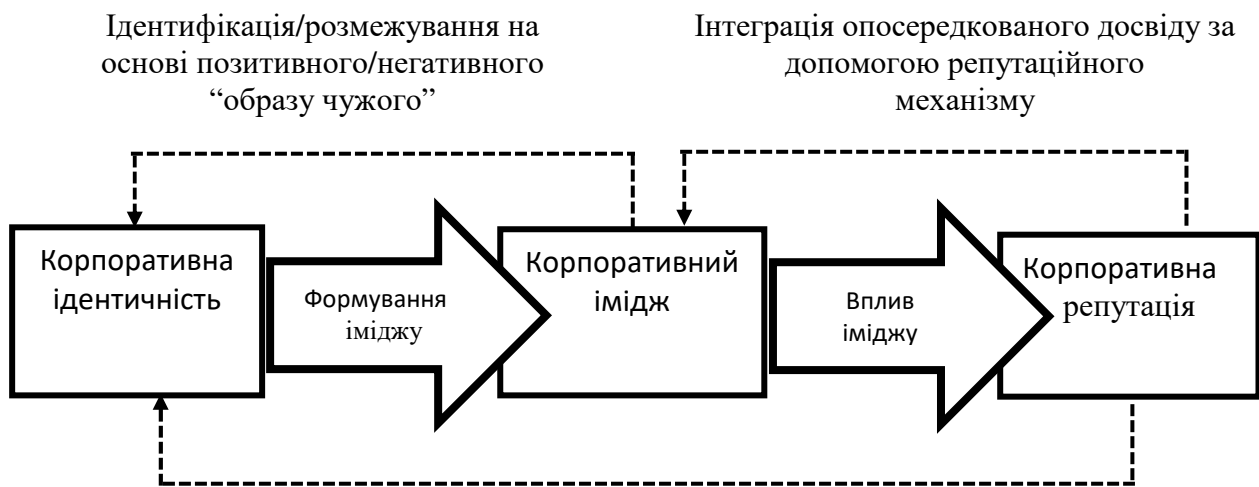 Ідентифікація/розмежування на
основі позитивного/негативного
“образу чужого”
Інтеграція опосередкованого досвіду за
допомогою репутаційного
механізму
Корпоративна
ідентичність
Формування
іміджу
Корпоративний
імідж
Вплив
іміджу
Корпоративна
репутація